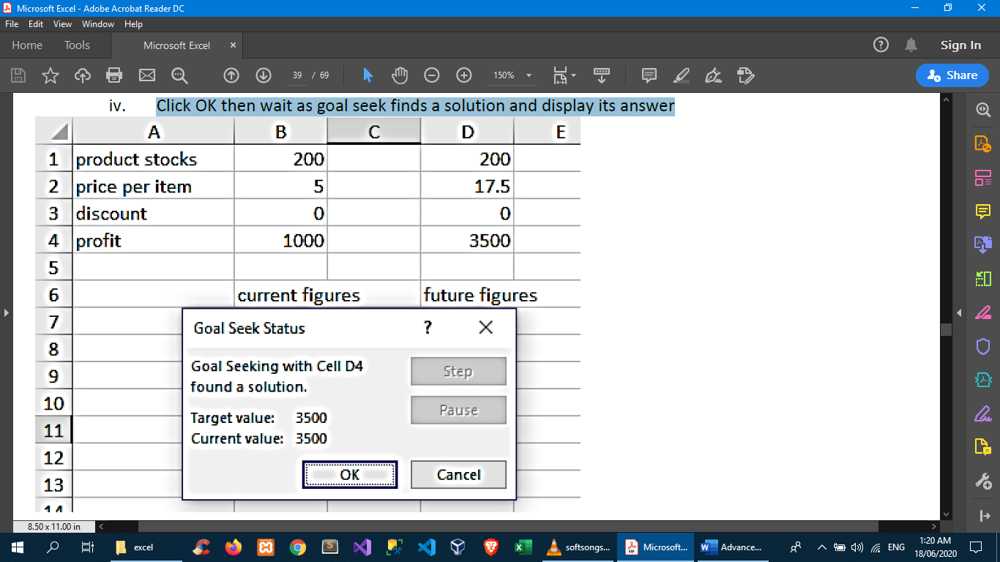 Microsoft Excel - Adobe Acrobat Reader DC
File Edit View Window Help
Home Tools Microsoft Excel × Sign In
39 / 69 150% Share
iv. Click OK then wait as goal seek finds a solution and display its answer
A B C D E
1 product stocks 200 200
2 price per item 5 17.5
3 discount 0 0
4 profit 1000 3500
5
6 current figures future figures
7
8
9
10
11
12
13
14
Goal Seek Status ? ×
Goal Seeking with Cell D4
found a solution.
Step
Pause
Target value: 3500
Current value: 3500
OK Cancel
8.50 x 11.00 in
excel softsongs... Microsoft... Advance... ENG 1:20 AM
18/06/2020